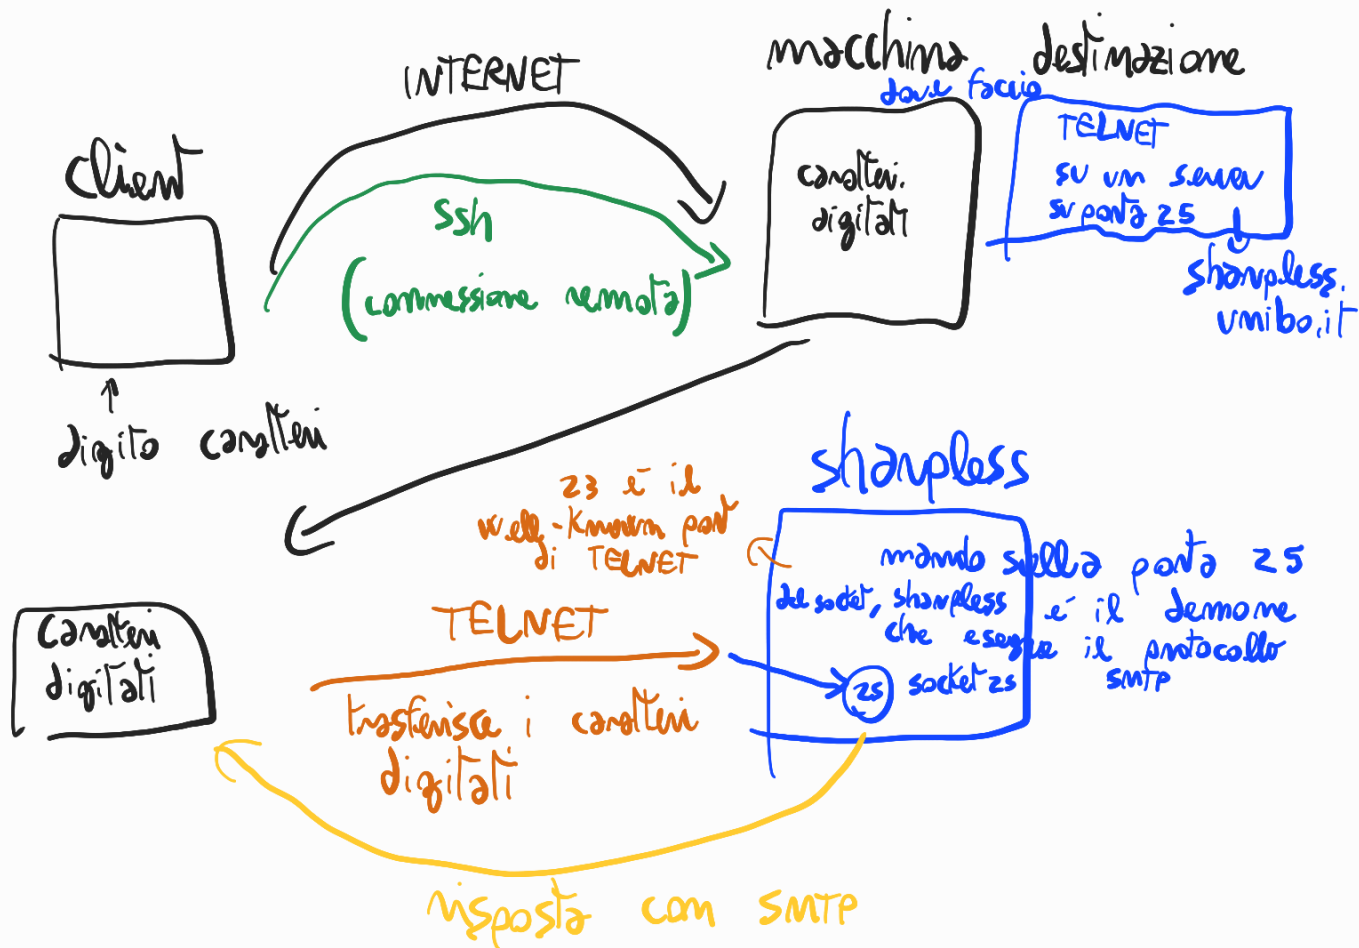 INTERNET
macchina destinazione
dove faccio
client
TELNET
su un server
su porta 25
caratteri
digitati
ssh
(connessione remota)
sharpless.
unibo.it
digito caratteri
sharpless
23 è il
well-known port
di TELNET
mando sulla porta 25
del socket, sharpless è il demone
che esegue il protocollo
SMTP
caratteri
digitati
TELNET
25
socket 25
trasferisce i caratteri
digitati
risposta con SMTP